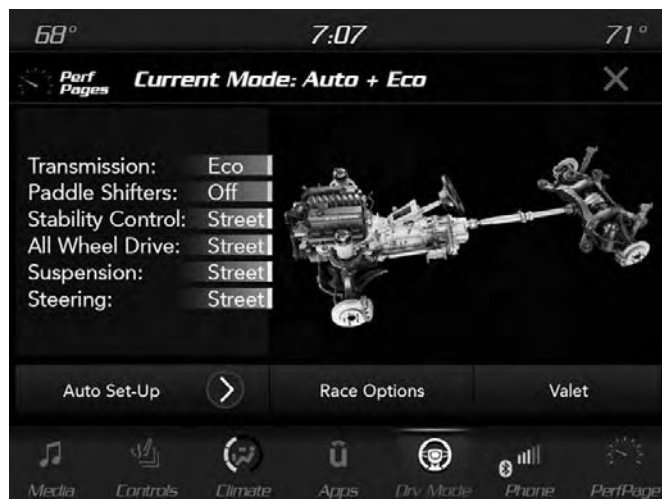 68° 7:07 71°
Perf Pages Current Mode: Auto + Eco
Transmission: Eco
Paddle Shifters: Off
Stability Control: Street
All Wheel Drive: Street
Suspension: Street
Steering: Street
Auto Set-Up Race Options Valet
Media Controls Climate Apps Drv Mode Phone PerfPage